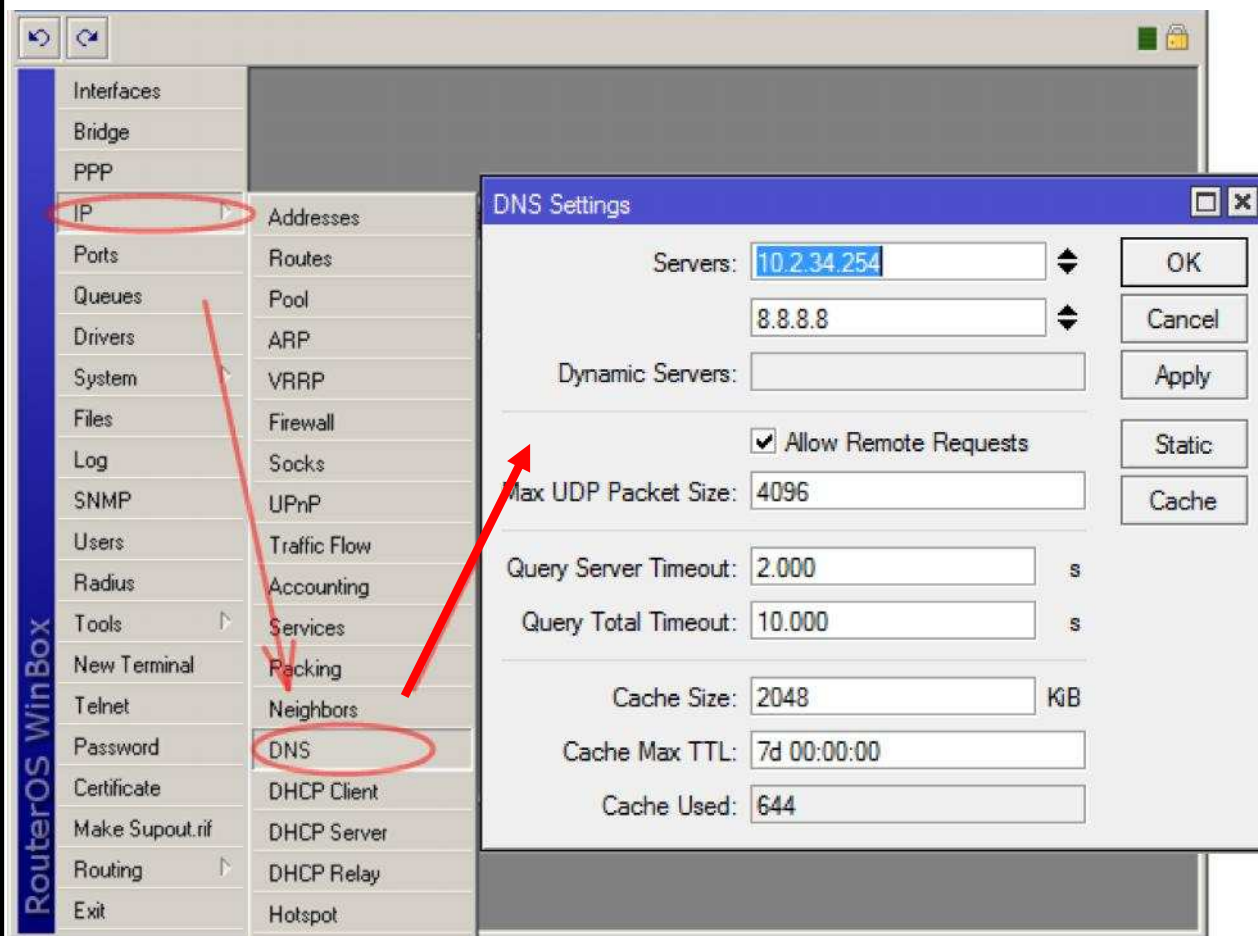 RouterOS WinBox
Interfaces
Bridge
PPP
IP
Ports
Queues
Drivers
System
Files
Log
SNMP
Users
Radius
Tools
New Terminal
Telnet
Password
Certificate
Make Supout.rif
Routing
Exit
Addresses
Routes
Pool
ARP
VRRP
Firewall
Socks
UPnP
Traffic Flow
Accounting
Services
Packing
Neighbors
DNS
DHCP Client
DHCP Server
DHCP Relay
Hotspot
DNS Settings
Servers: 10.2.34.254
8.8.8.8
Dynamic Servers:
Allow Remote Requests
Max UDP Packet Size: 4096
Query Server Timeout: 2.000 s
Query Total Timeout: 10.000 s
Cache Size: 2048 KiB
Cache Max TTL: 7d 00:00:00
Cache Used: 644
OK
Cancel
Apply
Static
Cache